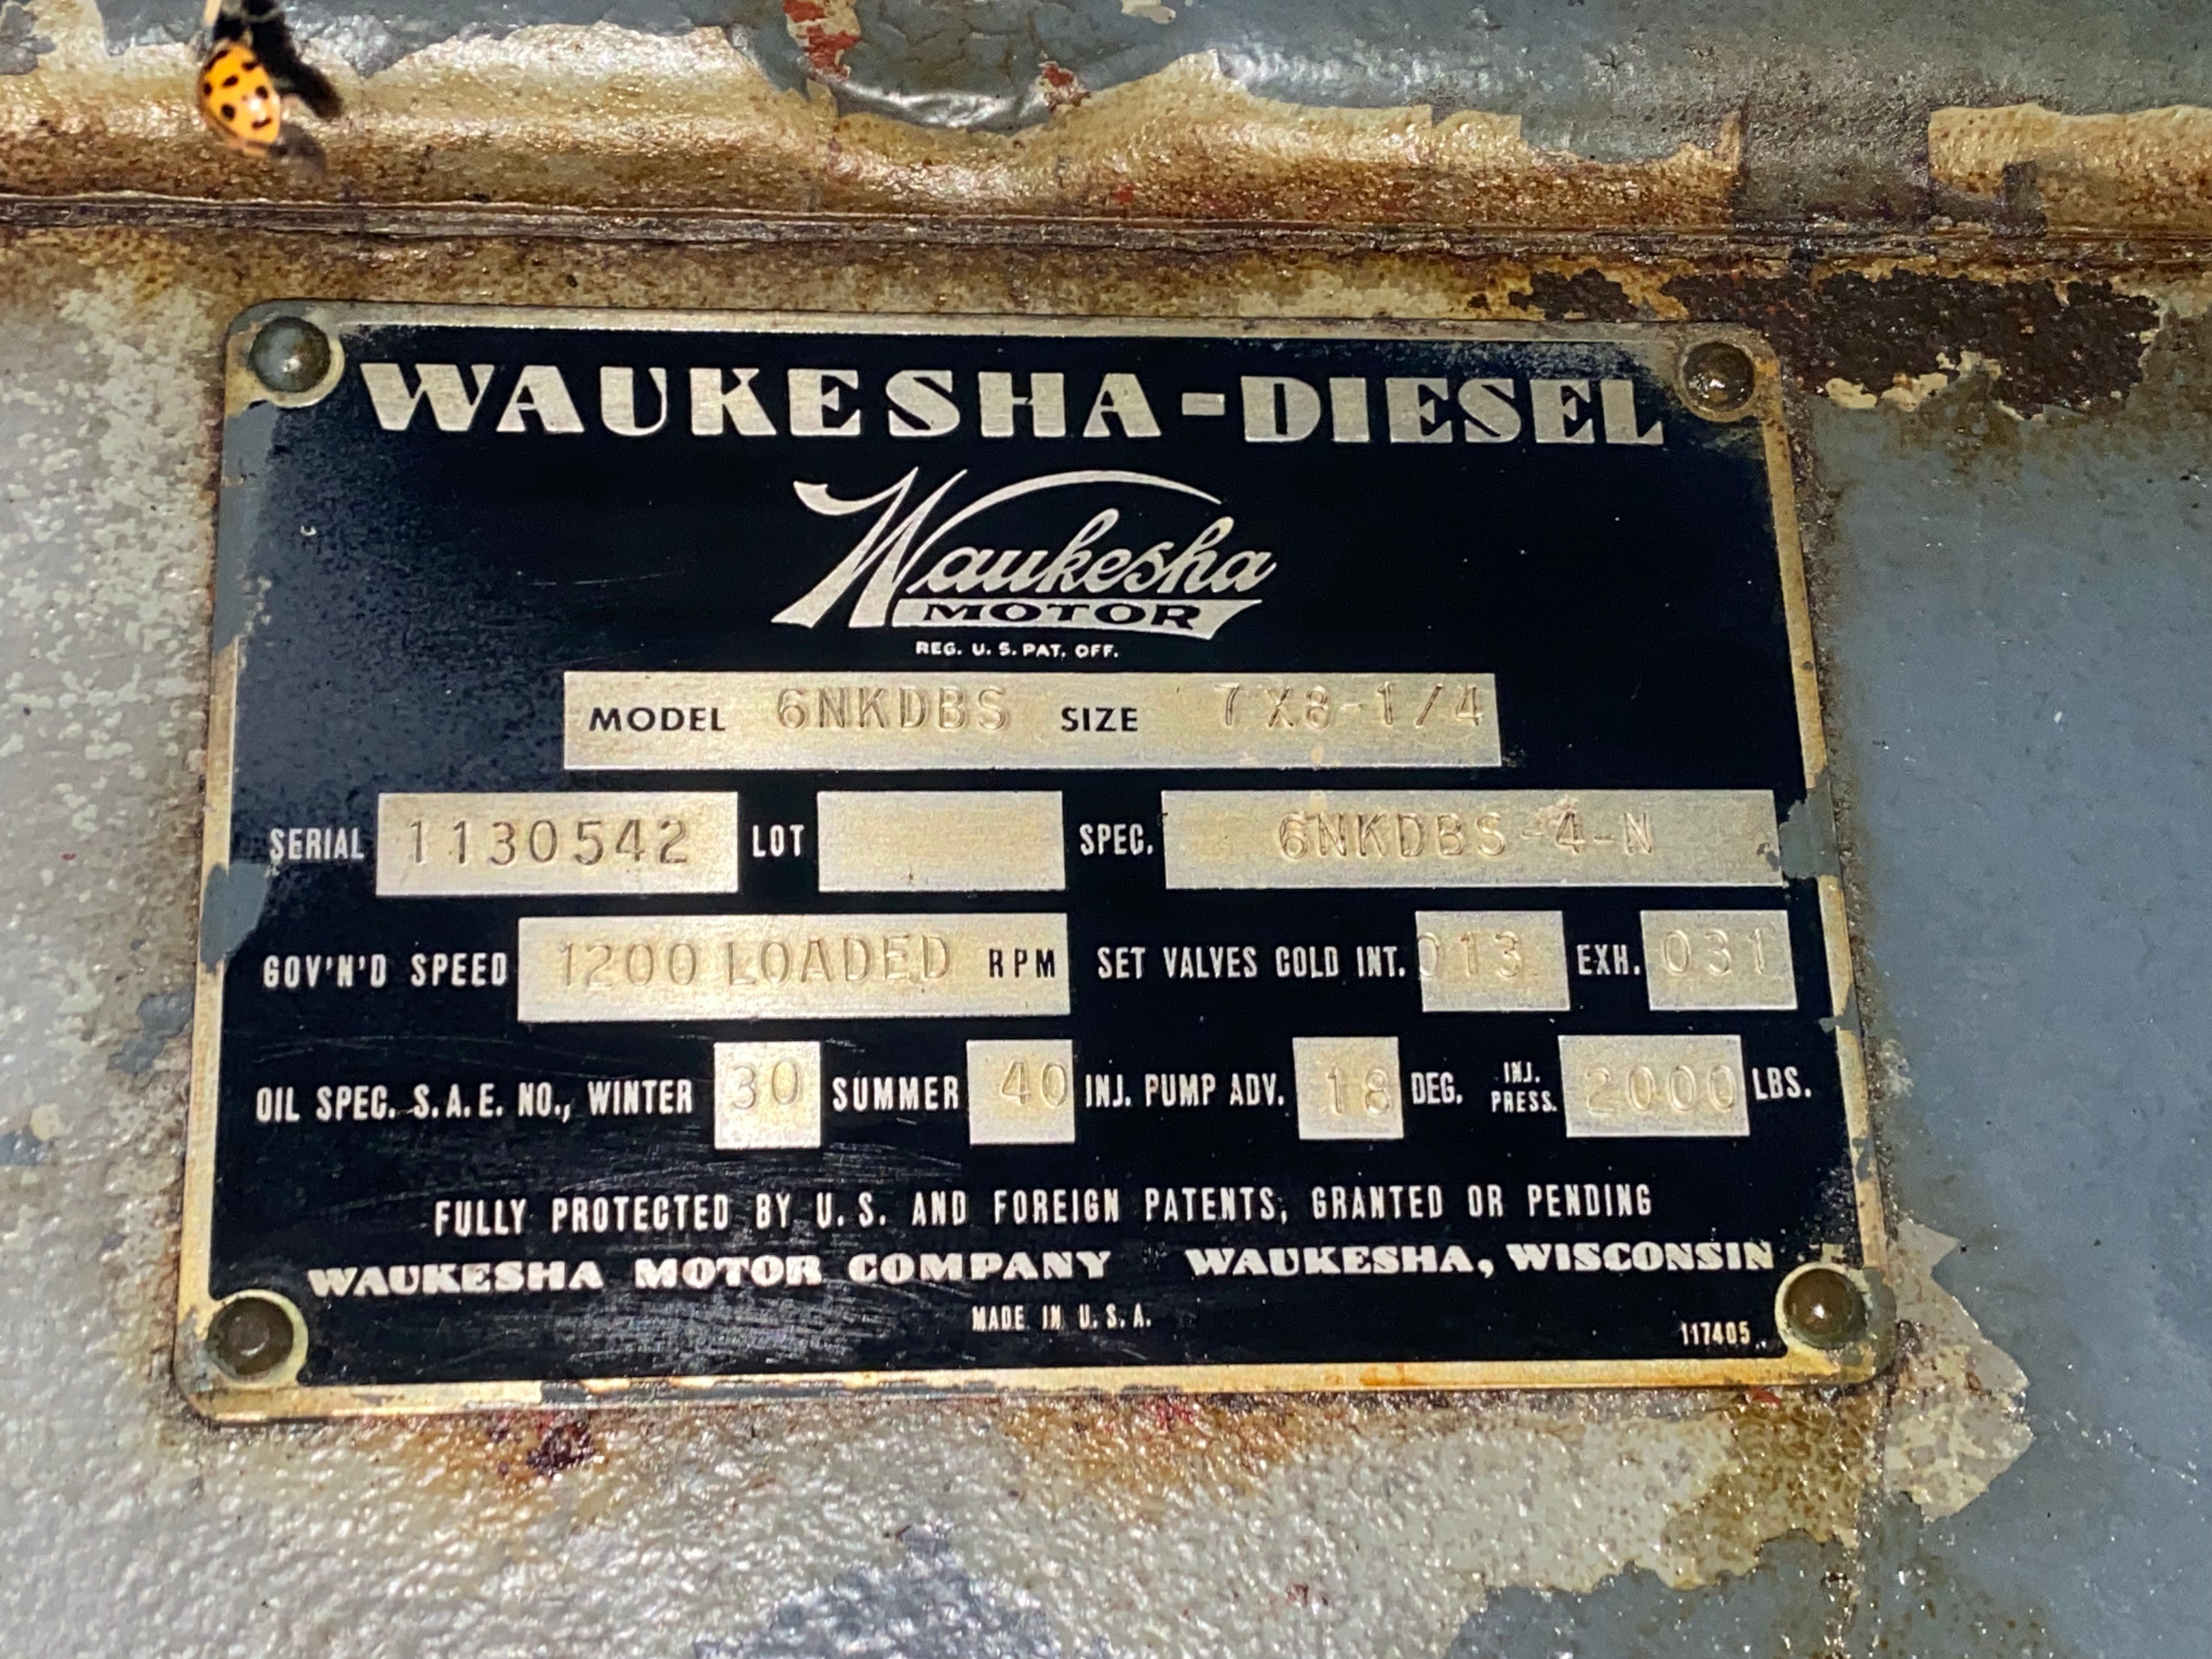 WAUKESHA-DIESEL
Waukesha
MOTOR
REG. U. S. PAT. OFF.
MODEL 6NKDBS SIZE 7X8-1/4
SERIAL 1130542 LOT SPEC. 6NKDBS-4-N
GOV'N'D SPEED 1200 LOADED RPM SET VALVES COLD INT. 013 EXH. 031
OIL SPEC. S.A.E. NO., WINTER 30 SUMMER 40 INJ. PUMP ADV. 18 DEG. INJ. PRESS. 2000 LBS.
FULLY PROTECTED BY U.S. AND FOREIGN PATENTS, GRANTED OR PENDING
WAUKESHA MOTOR COMPANY WAUKESHA, WISCONSIN
MADE IN U.S.A.
117405